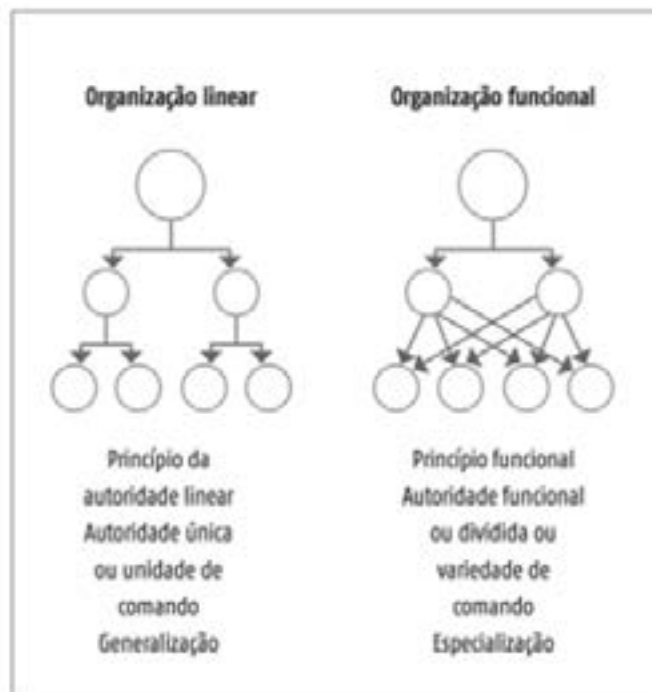 Organização linear
Organização funcional
Princípio da
autoridade linear
Autoridade única
ou unidade de
comando
Generalização
Princípio funcional
Autoridade funcional
ou dividida ou
variedade de
comando
Especialização